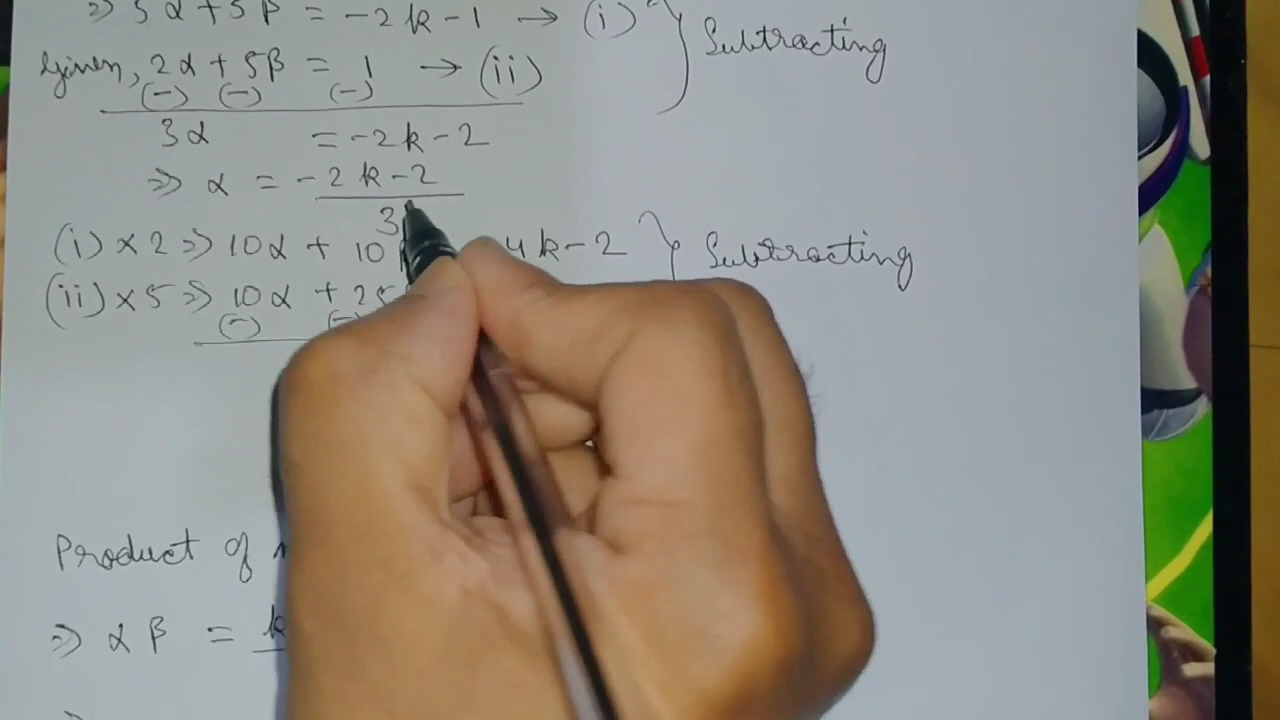 ⇒ 5α + 5β = -2k - 1 → (i)
Subtracting
Given, 2α + 5β = 1 → (ii)
(-) (-) (-)
3α = -2k - 2
⇒ α = -2k - 2
3
(i) × 2 ⇒ 10α + 10 4k - 2
Subtracting
(ii) × 5 ⇒ 10α + 25
(-) (-)
Product of
⇒ αβ = k